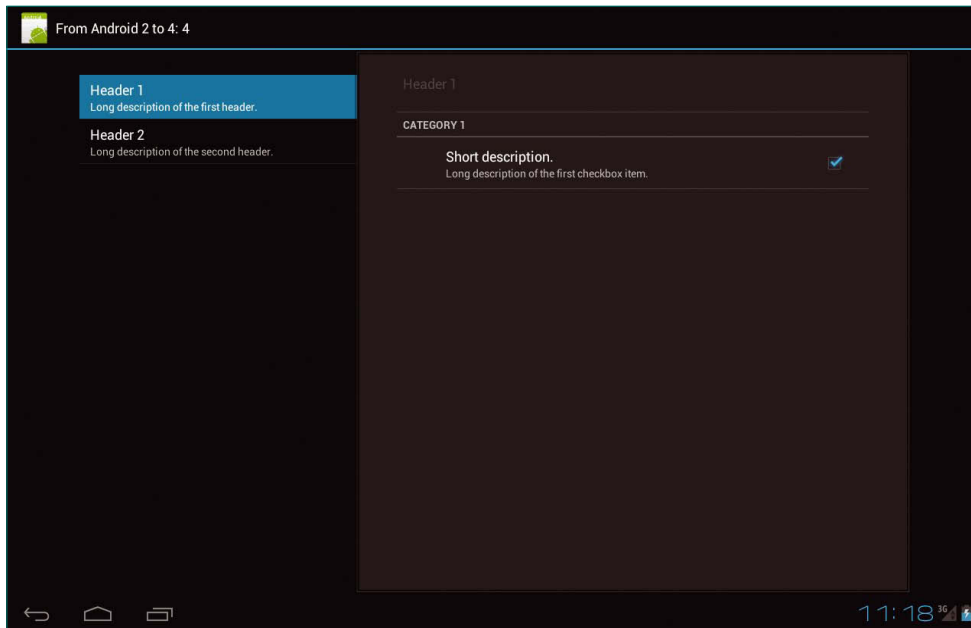 From Android 2 to 4: 4
Header 1
Long description of the first header.
Header 2
Long description of the second header.
Header 1
CATEGORY 1
Short description.
Long description of the first checkbox item.
11:18 3G